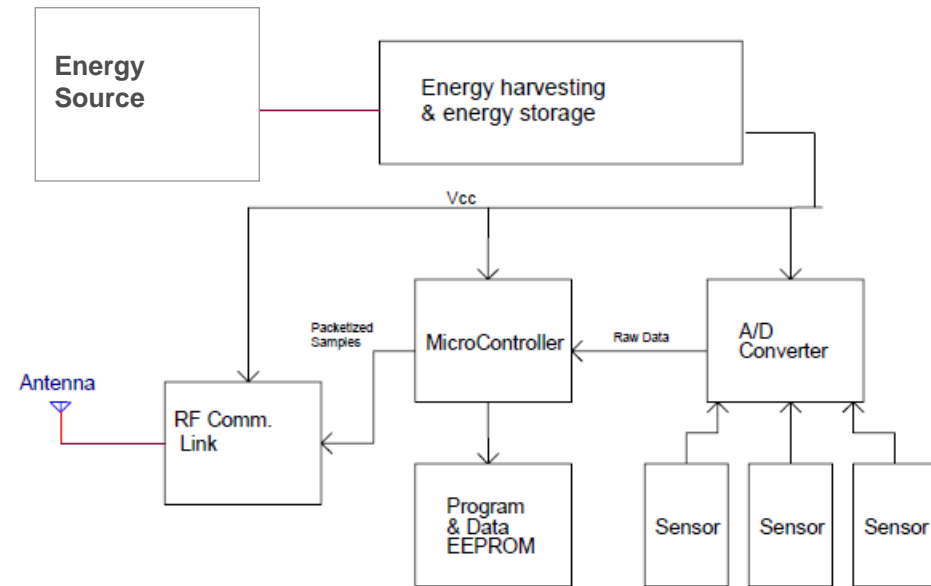 Energy
Source
Energy harvesting
& energy storage
Vcc
Packetized
Samples
MicroController
Raw Data
A/D
Converter
Antenna
RF Comm.
Link
Program
& Data
EEPROM
Sensor
Sensor
Sensor